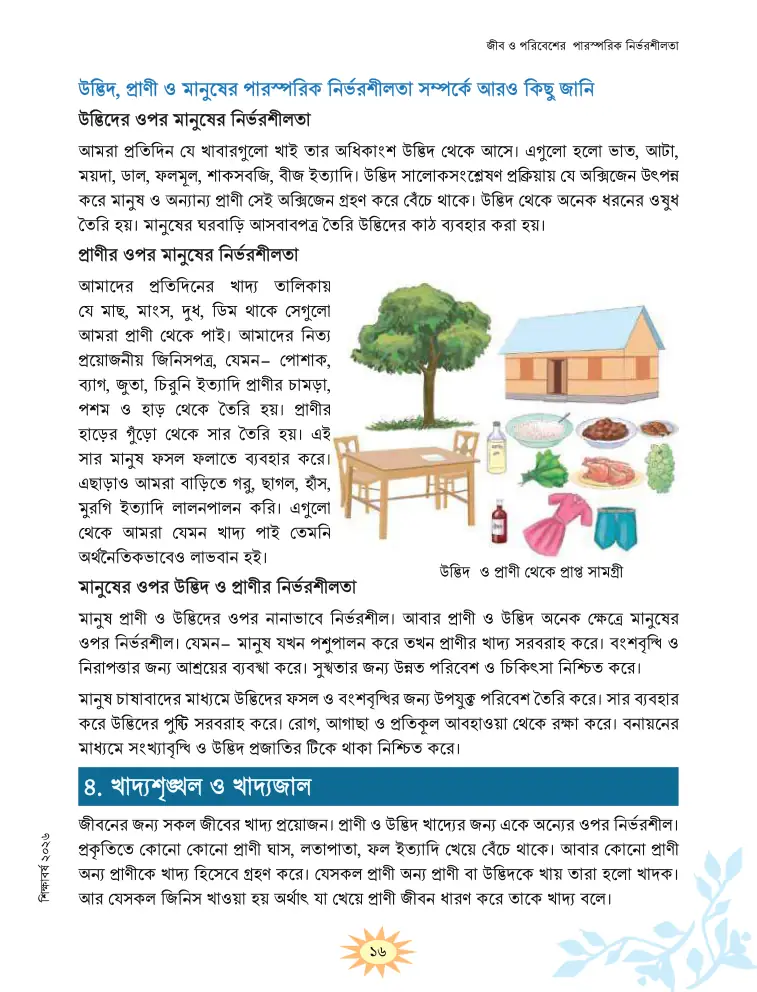 জীব ও পরিবেশের পারস্পরিক নির্ভরশীলতা
উদ্ভিদ, প্রাণী ও মানুষের পারস্পরিক নির্ভরশীলতা সম্পর্কে আরও কিছু জানি
উদ্ভিদের ওপর মানুষের নির্ভরশীলতা
আমরা প্রতিদিন যে খাবারগুলো খাই তার অধিকাংশ উদ্ভিদ থেকে আসে। এগুলো হলো ভাত, আটা,
ময়দা, ডাল, ফলমূল, শাকসবজি, বীজ ইত্যাদি। উদ্ভিদ সালোকসংশ্লেষণ প্রক্রিয়ায় যে অক্সিজেন উৎপন্ন
করে মানুষ ও অন্যান্য প্রাণী সেই অক্সিজেন গ্রহণ করে বেঁচে থাকে। উদ্ভিদ থেকে অনেক ধরনের ওষুধ
তৈরি হয়। মানুষের ঘরবাড়ি আসবাবপত্র তৈরি উদ্ভিদের কাঠ ব্যবহার করা হয়।
প্রাণীর ওপর মানুষের নির্ভরশীলতা
আমাদের প্রতিদিনের খাদ্য তালিকায়
যে মাছ, মাংস, দুধ, ডিম থাকে সেগুলো
আমরা প্রাণী থেকে পাই। আমাদের নিত্য
প্রয়োজনীয় জিনিসপত্র, যেমন– পোশাক,
ব্যাগ, জুতা, চিরুনি ইত্যাদি প্রাণীর চামড়া,
পশম ও হাড় থেকে তৈরি হয়। প্রাণীর
হাড়ের গুঁড়ো থেকে সার তৈরি হয়। এই
সার মানুষ ফসল ফলাতে ব্যবহার করে।
এছাড়াও আমরা বাড়িতে গরু, ছাগল, হাঁস,
মুরগি ইত্যাদি লালনপালন করি। এগুলো
থেকে আমরা যেমন খাদ্য পাই তেমনি
অর্থনৈতিকভাবেও লাভবান হই।
উদ্ভিদ ও প্রাণী থেকে প্রাপ্ত সামগ্রী
মানুষের ওপর উদ্ভিদ ও প্রাণীর নির্ভরশীলতা
মানুষ প্রাণী ও উদ্ভিদের ওপর নানাভাবে নির্ভরশীল। আবার প্রাণী ও উদ্ভিদ অনেক ক্ষেত্রে মানুষের
ওপর নির্ভরশীল। যেমন– মানুষ যখন পশুপালন করে তখন প্রাণীর খাদ্য সরবরাহ করে। বংশবৃদ্ধি ও
নিরাপত্তার জন্য আশ্রয়ের ব্যবস্থা করে। সুস্থতার জন্য উন্নত পরিবেশ ও চিকিৎসা নিশ্চিত করে।
মানুষ চাষাবাদের মাধ্যমে উদ্ভিদের ফসল ও বংশবৃদ্ধির জন্য উপযুক্ত পরিবেশ তৈরি করে। সার ব্যবহার
করে উদ্ভিদের পুষ্টি সরবরাহ করে। রোগ, আগাছা ও প্রতিকূল আবহাওয়া থেকে রক্ষা করে। বনায়নের
মাধ্যমে সংখ্যাবৃদ্ধি ও উদ্ভিদ প্রজাতির টিকে থাকা নিশ্চিত করে।
৪. খাদ্যশৃঙ্খল ও খাদ্যজাল
জীবনের জন্য সকল জীবের খাদ্য প্রয়োজন। প্রাণী ও উদ্ভিদ খাদ্যের জন্য একে অন্যের ওপর নির্ভরশীল।
প্রকৃতিতে কোনো কোনো প্রাণী ঘাস, লতাপাতা, ফল ইত্যাদি খেয়ে বেঁচে থাকে। আবার কোনো প্রাণী
অন্য প্রাণীকে খাদ্য হিসেবে গ্রহণ করে। যেসকল প্রাণী অন্য প্রাণী বা উদ্ভিদকে খায় তারা হলো খাদক।
আর যেসকল জিনিস খাওয়া হয় অর্থাৎ যা খেয়ে প্রাণী জীবন ধারণ করে তাকে খাদ্য বলে।
শিক্ষাবর্ষ ২০২৬
১৬